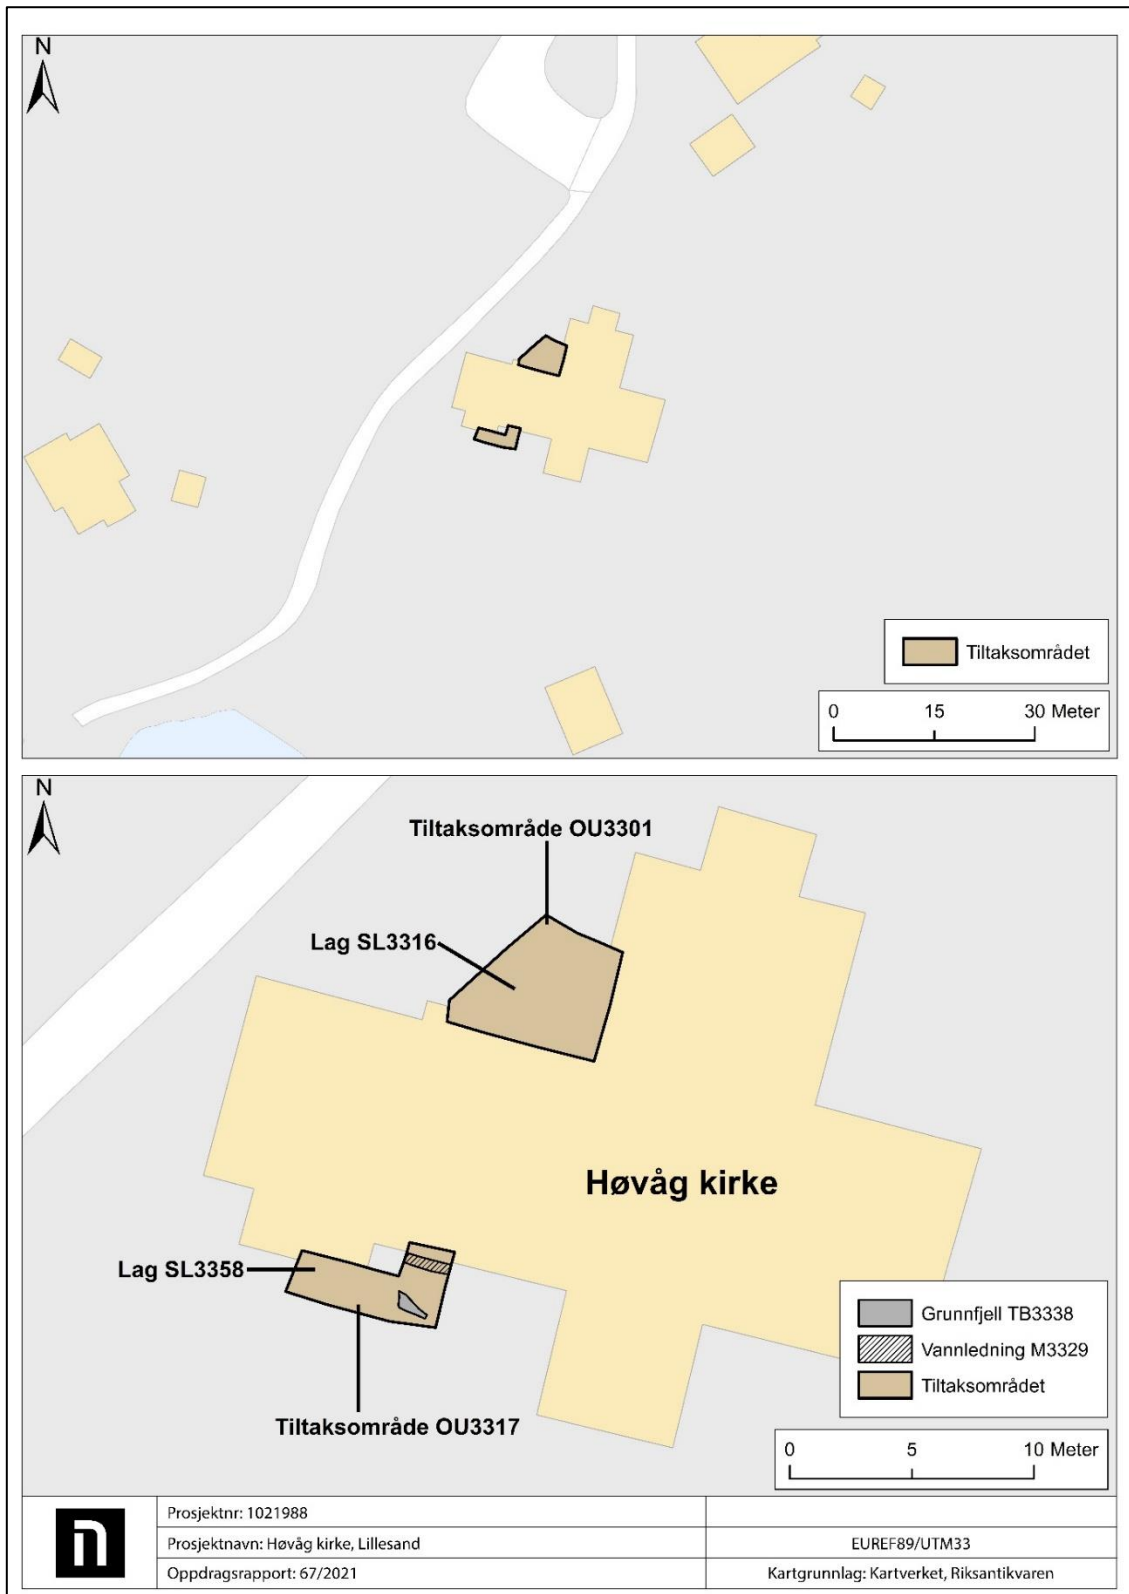 N
Tiltaksområdet
0 15 30 Meter
N
Tiltaksområde OU3301
Lag SL3316
Høvåg kirke
Lag SL3358
Tiltaksområde OU3317
Grunnfjell TB3338
Vannledning M3329
Tiltaksområdet
0 5 10 Meter
Prosjektnr: 1021988
Prosjektnavn: Høvåg kirke, Lillesand
EUREF89/UTM33
Oppdragsrapport: 67/2021
Kartgrunnlag: Kartverket, Riksantikvaren